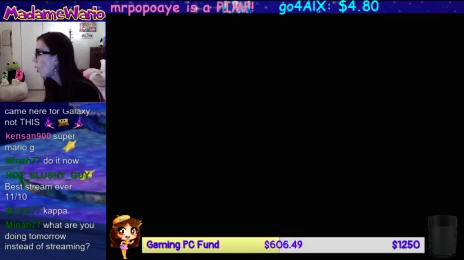 MadameWario
mrpopoaye is a
go4AIX: $4.80
came here for Galaxy
not THIS
kensan900 super
mario g
do it now
HOT_SLUSHY_GUY
Best stream ever
11/10
kappa
what are you
doing tomorrow
instead of streaming?
Gaming PC Fund $606.49 $1250